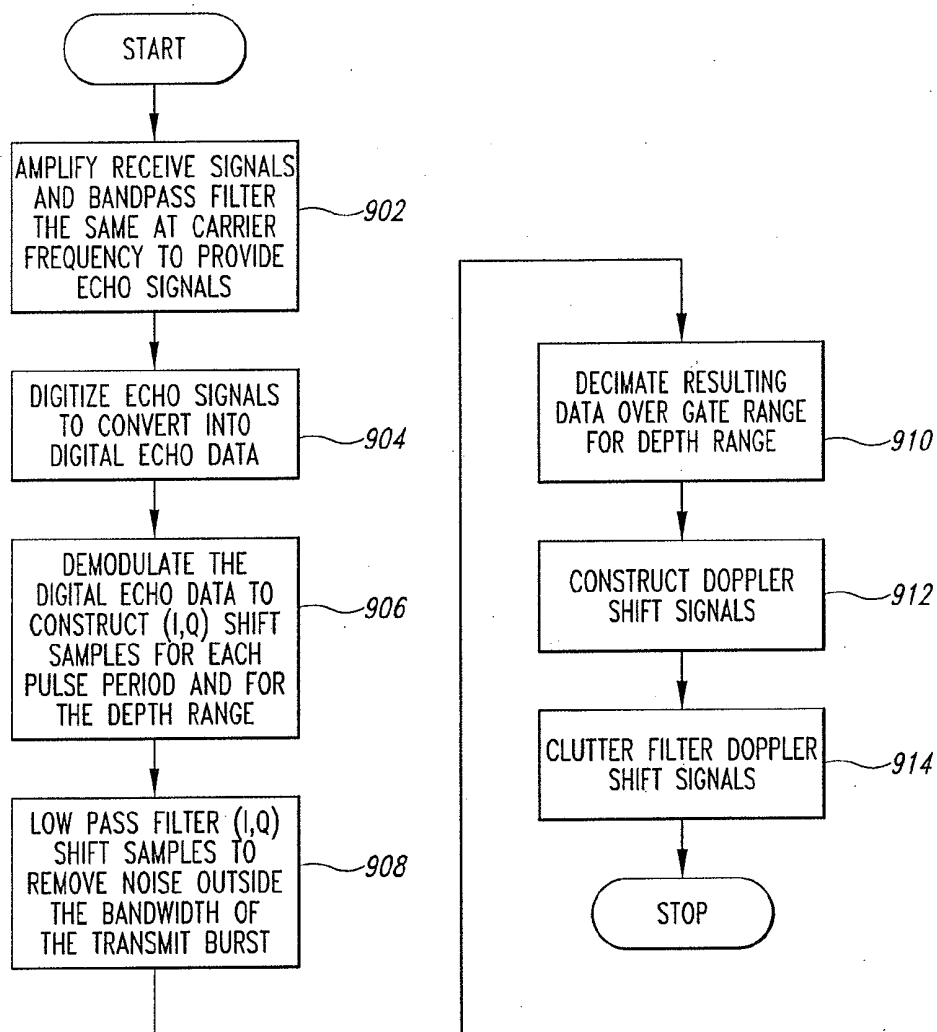 START
AMPLIFY RECEIVE SIGNALS
AND BANDPASS FILTER
THE SAME AT CARRIER
FREQUENCY TO PROVIDE
ECHO SIGNALS
902
DIGITIZE ECHO SIGNALS
TO CONVERT INTO
DIGITAL ECHO DATA
904
DEMODULATE THE
DIGITAL ECHO DATA TO
CONSTRUCT (I,Q) SHIFT
SAMPLES FOR EACH
PULSE PERIOD AND FOR
THE DEPTH RANGE
906
LOW PASS FILTER (I,Q)
SHIFT SAMPLES TO
REMOVE NOISE OUTSIDE
THE BANDWIDTH OF
THE TRANSMIT BURST
908
DECIMATE RESULTING
DATA OVER GATE RANGE
FOR DEPTH RANGE
910
CONSTRUCT DOPPLER
SHIFT SIGNALS
912
CLUTTER FILTER DOPPLER
SHIFT SIGNALS
914
STOP